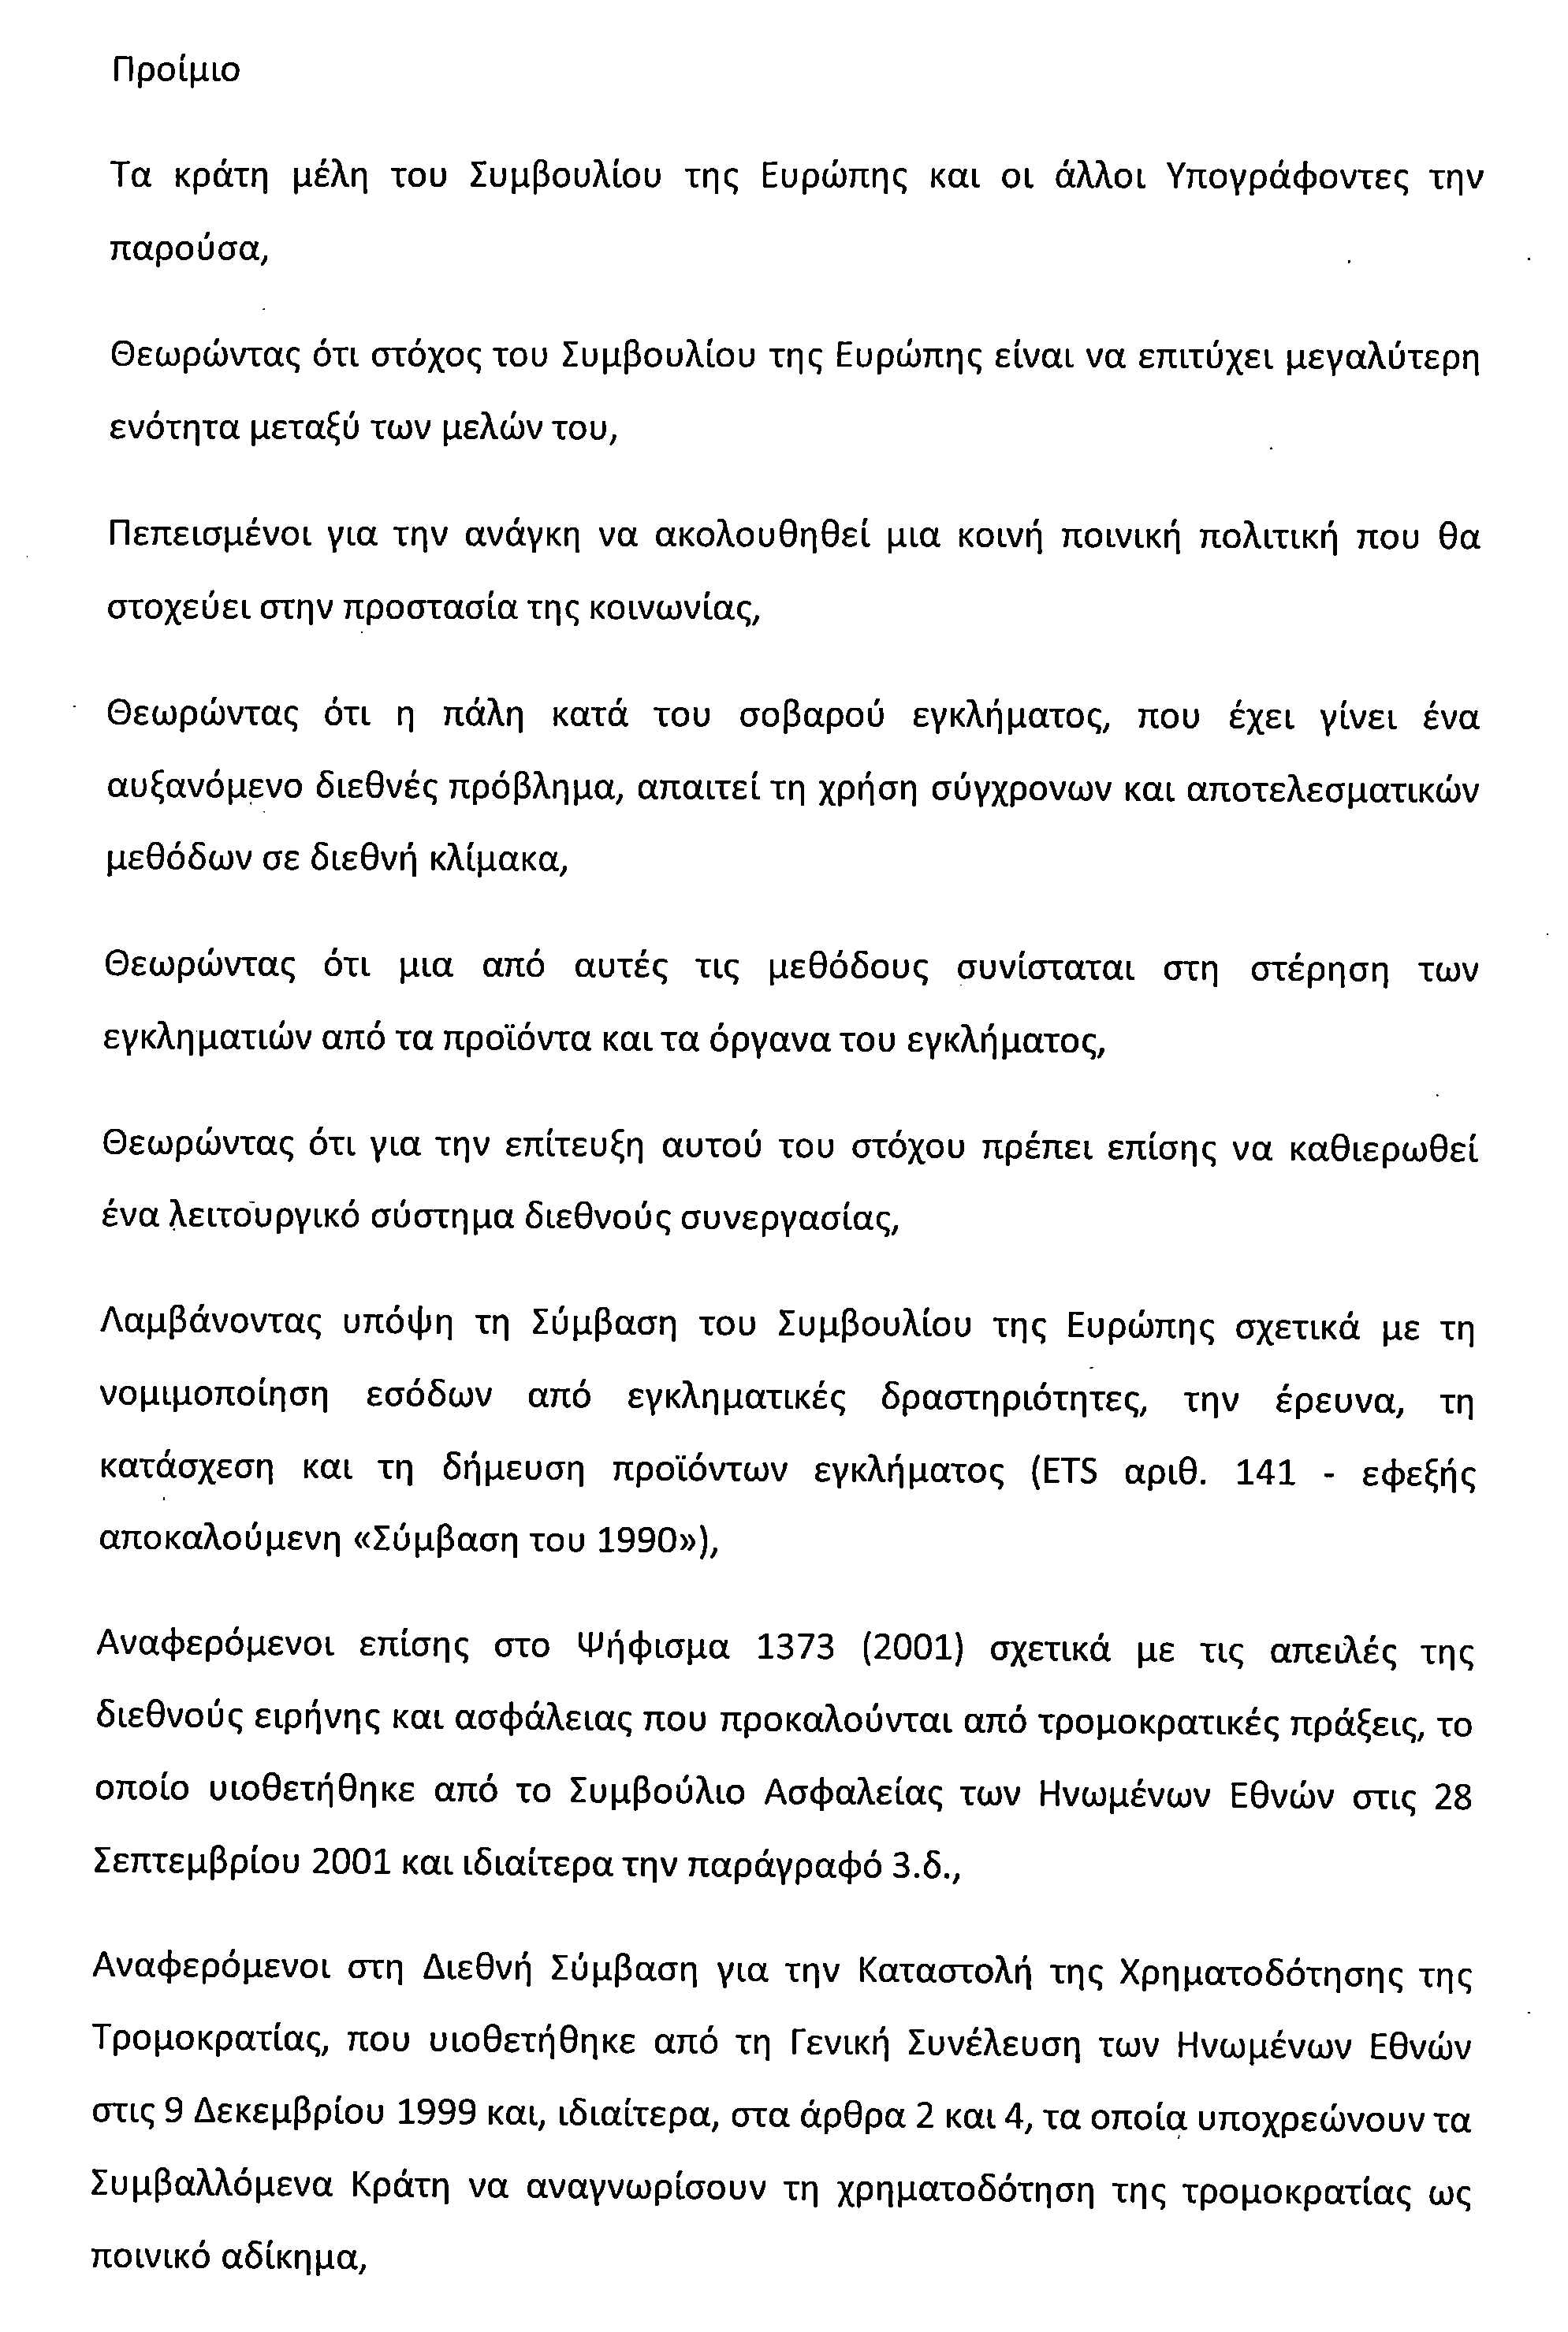 Προίμιο
Τα κράτη μέλη του Συμβουλίου της Ευρώπης και οι άλλοι Υπογράφοντες την
παρούσα,
Θεωρώντας ότι στόχος του Συμβουλίου της Ευρώπης είναι να επιτύχει μεγαλύτερη
ενότητα μεταξύ των μελών του,
Πεπεισμένοι για την ανάγκη να ακολουθηθεί μια κοινή ποινική πολιτική που θα
στοχεύει στην προστασία της κοινωνίας,
Θεωρώντας ότι η πάλη κατά του σοβαρού εγκλήματος, που έχει γίνει ένα
αυξανόμενο διεθνές πρόβλημα, απαιτεί τη χρήση σύγχρονων και αποτελεσματικών
μεθόδων σε διεθνή κλίμακα,
Θεωρώντας ότι μια από αυτές τις μεθόδους συνίσταται στη στέρηση των
εγκληματιών από τα προϊόντα και τα όργανα του εγκλήματος,
Θεωρώντας ότι για την επίτευξη αυτού του στόχου πρέπει επίσης να καθιερωθεί
ένα λειτουργικό σύστημα διεθνούς συνεργασίας,
Λαμβάνοντας υπόψη τη Σύμβαση του Συμβουλίου της Ευρώπης σχετικά με τη
νομιμοποίηση εσόδων από εγκληματικές δραστηριότητες, την έρευνα, τη
κατάσχεση και τη δήμευση προϊόντων εγκλήματος (ETS αριθ. 141 - εφεξής
αποκαλούμενη «Σύμβαση του 1990»),
Αναφερόμενοι επίσης στο Ψήφισμα 1373 (2001) σχετικά με τις απειλές της
διεθνούς ειρήνης και ασφάλειας που προκαλούνται από τρομοκρατικές πράξεις, το
οποίο υιοθετήθηκε από το Συμβούλιο Ασφαλείας των Ηνωμένων Εθνών στις 28
Σεπτεμβρίου 2001 και ιδιαίτερα την παράγραφό 3.δ.,
Αναφερόμενοι στη Διεθνή Σύμβαση για την Καταστολή της Χρηματοδότησης της
Τρομοκρατίας, που υιοθετήθηκε από τη Γενική Συνέλευση των Ηνωμένων Εθνών
στις 9 Δεκεμβρίου 1999 και, ιδιαίτερα, στα άρθρα 2 και 4, τα οποία υποχρεώνουν τα
Συμβαλλόμενα Κράτη να αναγνωρίσουν τη χρηματοδότηση της τρομοκρατίας ως
ποινικό αδίκημα,